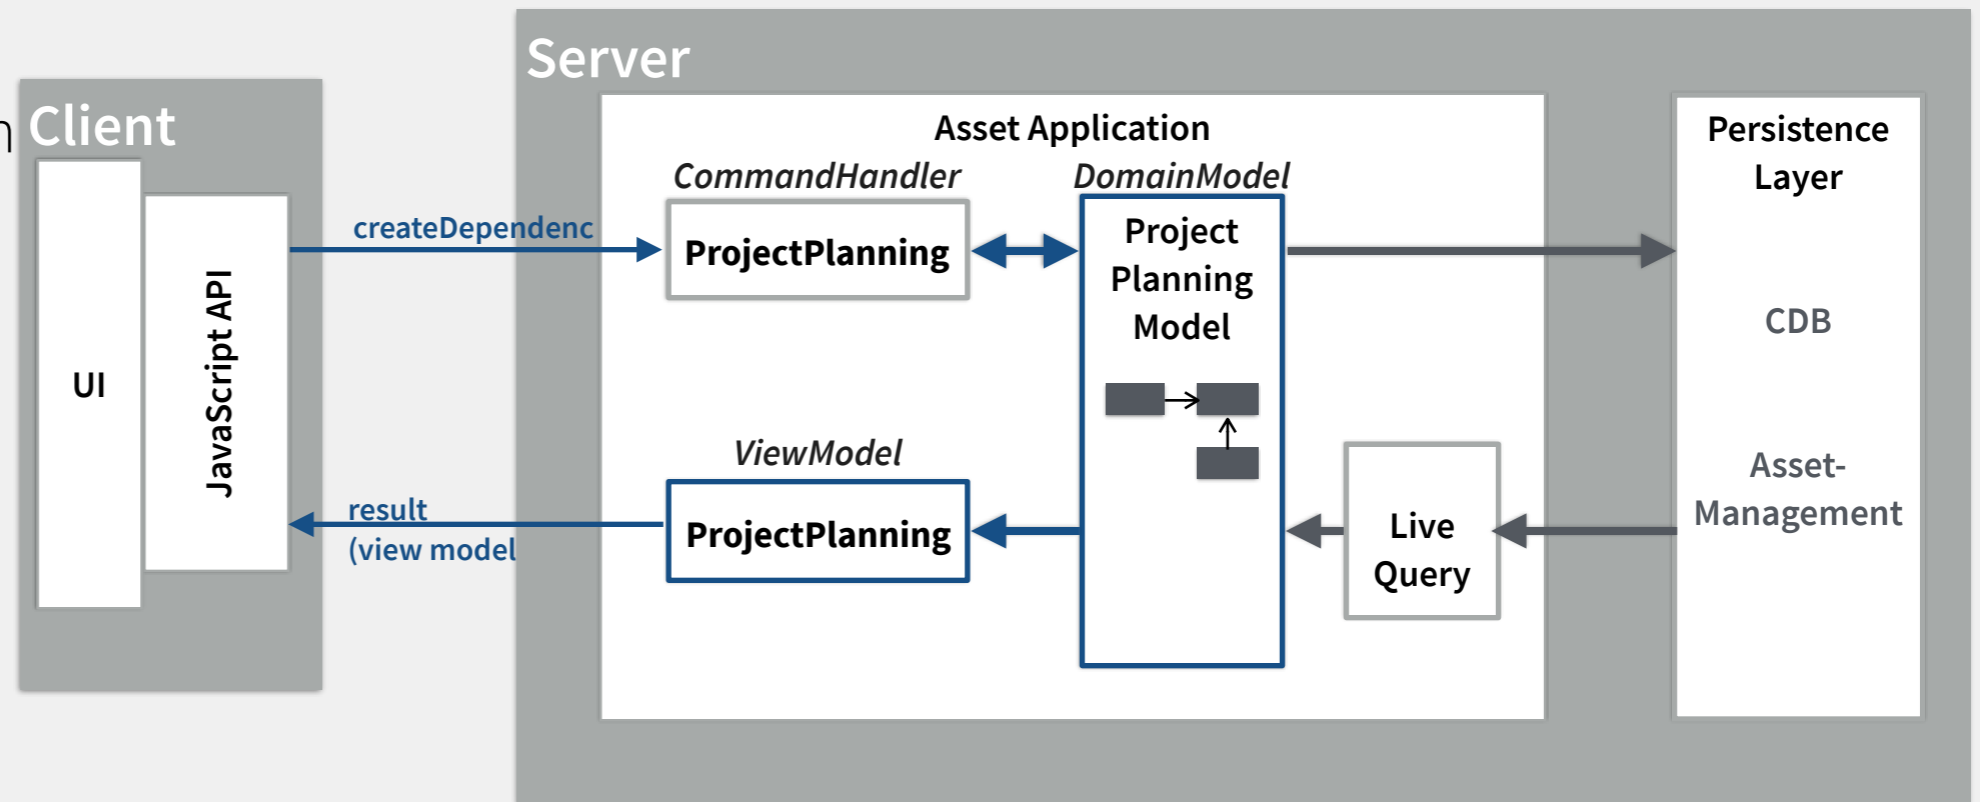 Server
Client
Asset Application
Persistence
Layer
CommandHandler
DomainModel
createDependenc
ProjectPlanning
Project
Planning
Model
CDB
UI
JavaScript API
ViewModel
Asset-
Management
result
(view model
ProjectPlanning
Live
Query